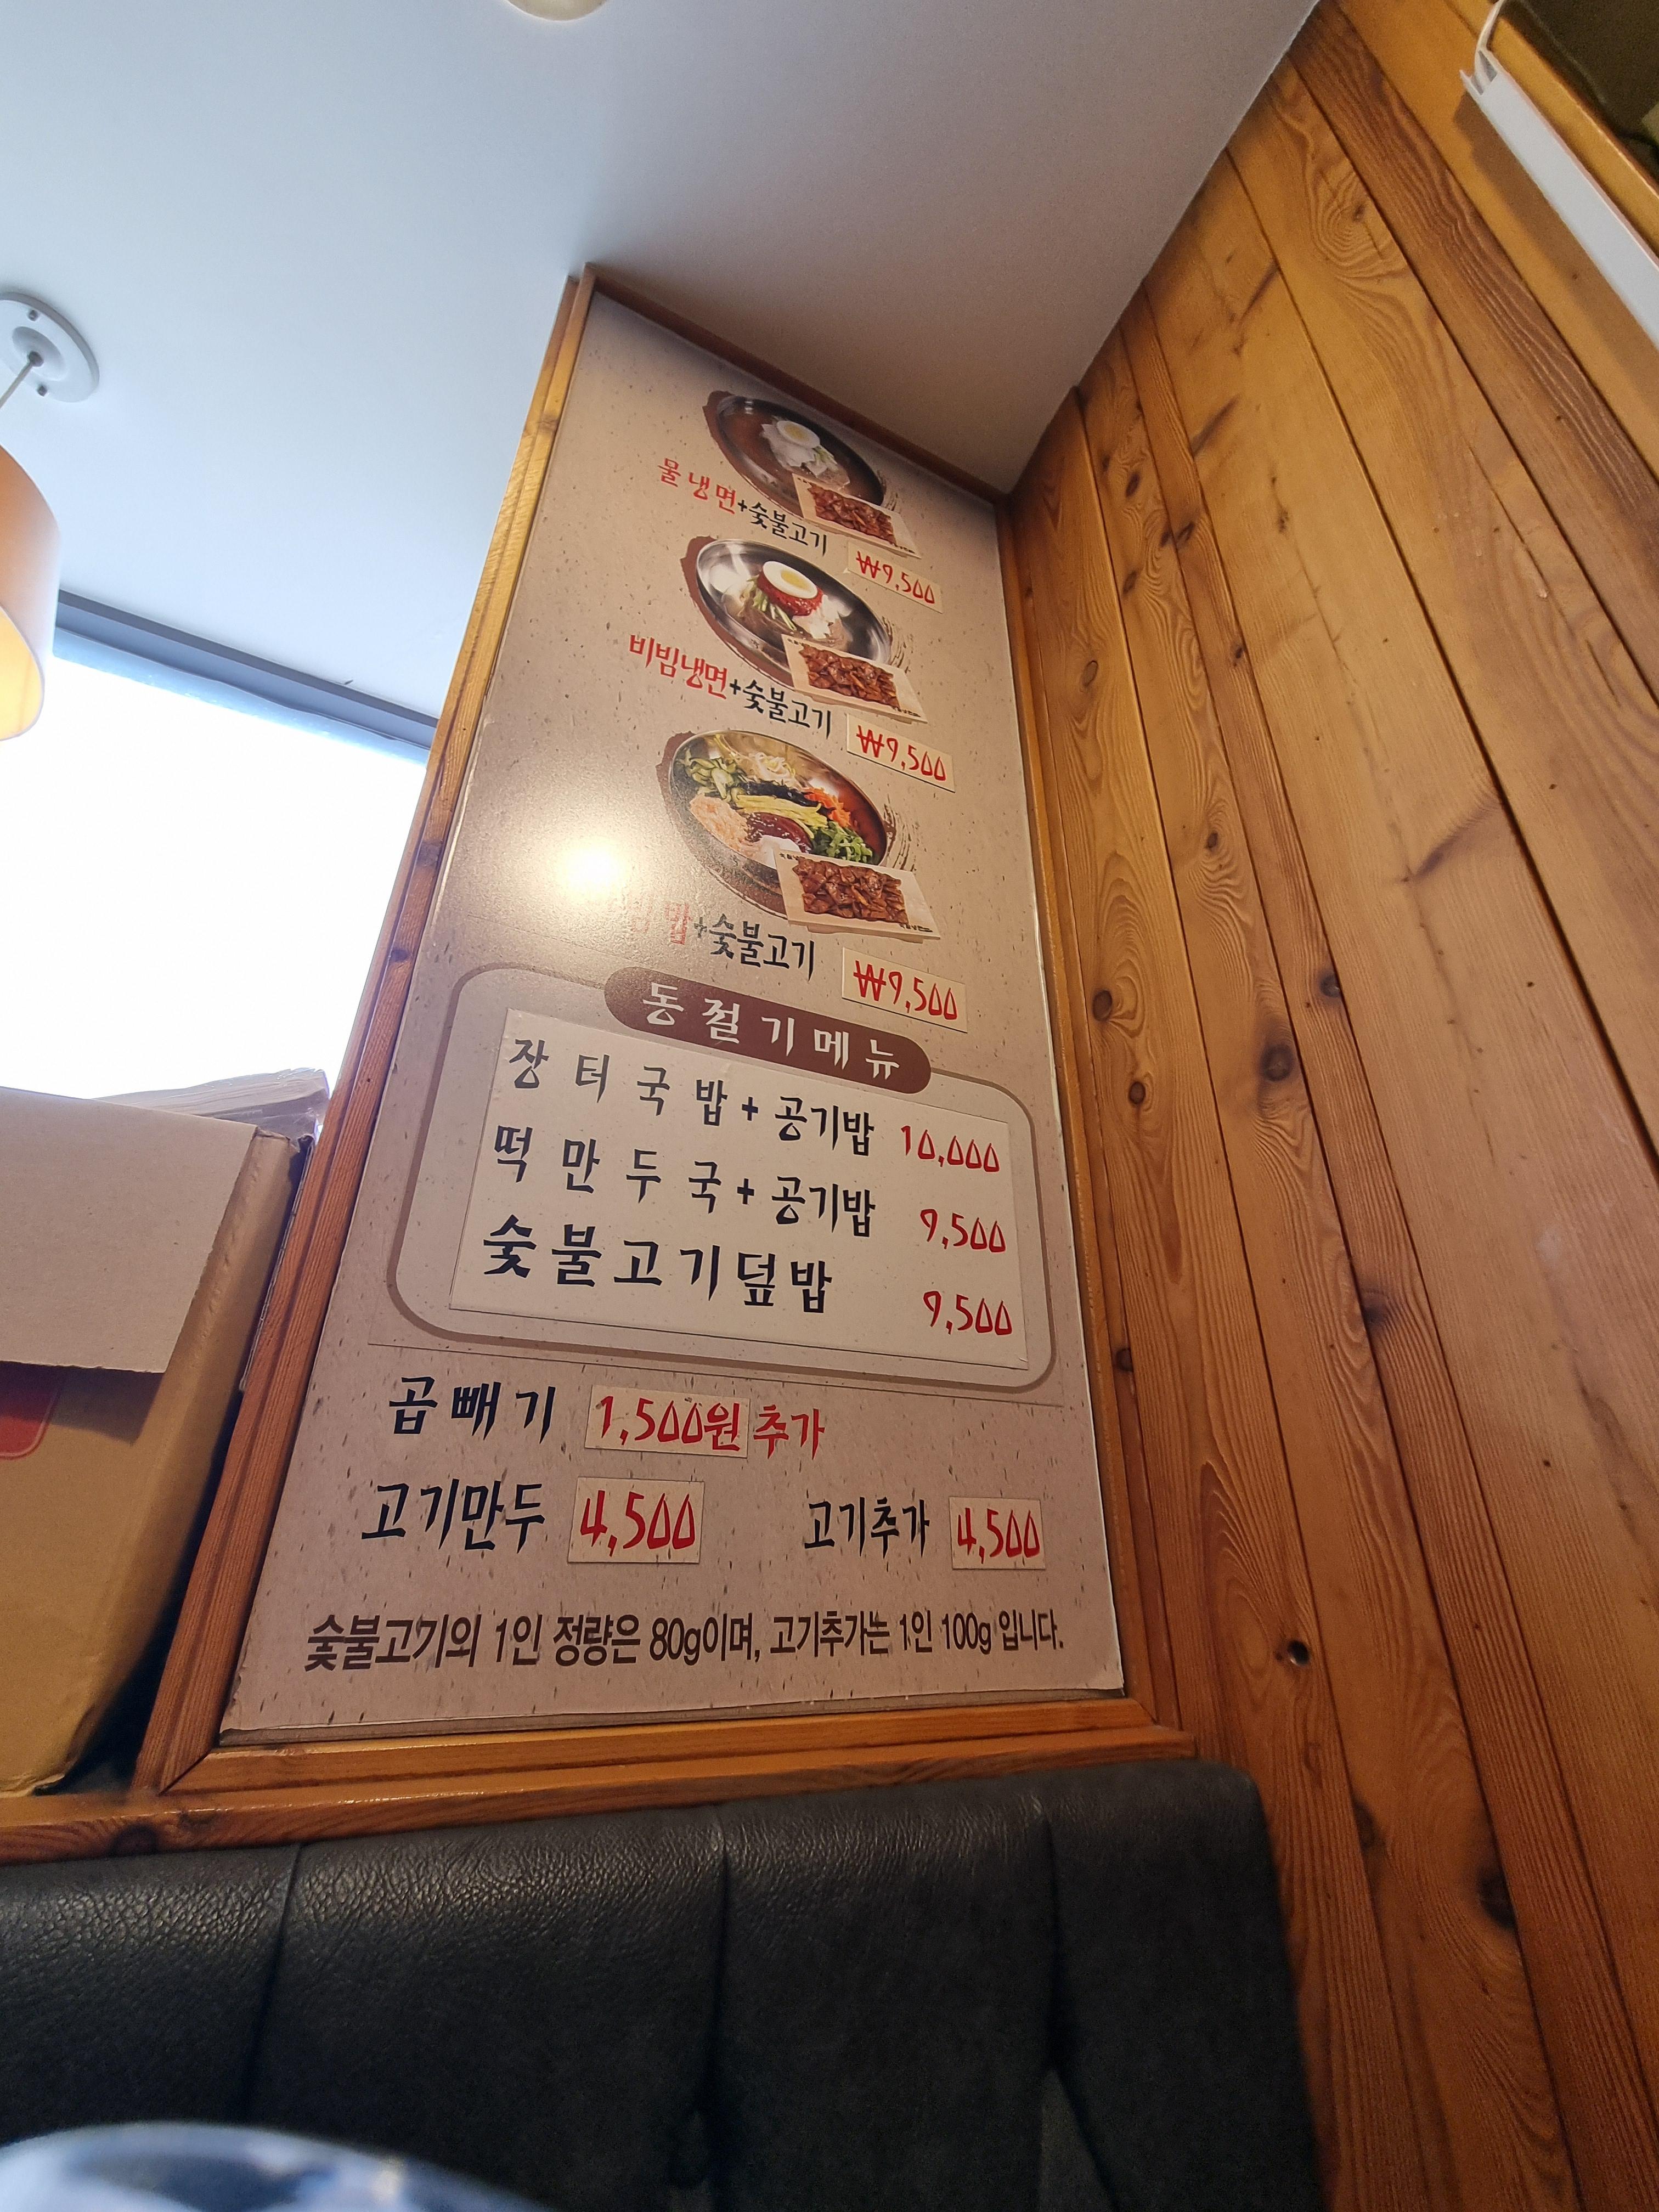 물냉면+숯불고기
₩9,500
비빔냉면+숯불고기
₩9,500
밥+숯불고기
₩9,500
동절기메뉴
장터국밥+공기밥 10,000
떡만두국+공기밥 9,500
숯불고기덮밥 9,500
곱빼기 1,500원 추가
고기만두 4,500 고기추가 4,500
숯불고기의 1인 정량은 80g이며, 고기추가는 1인 100g 입니다.